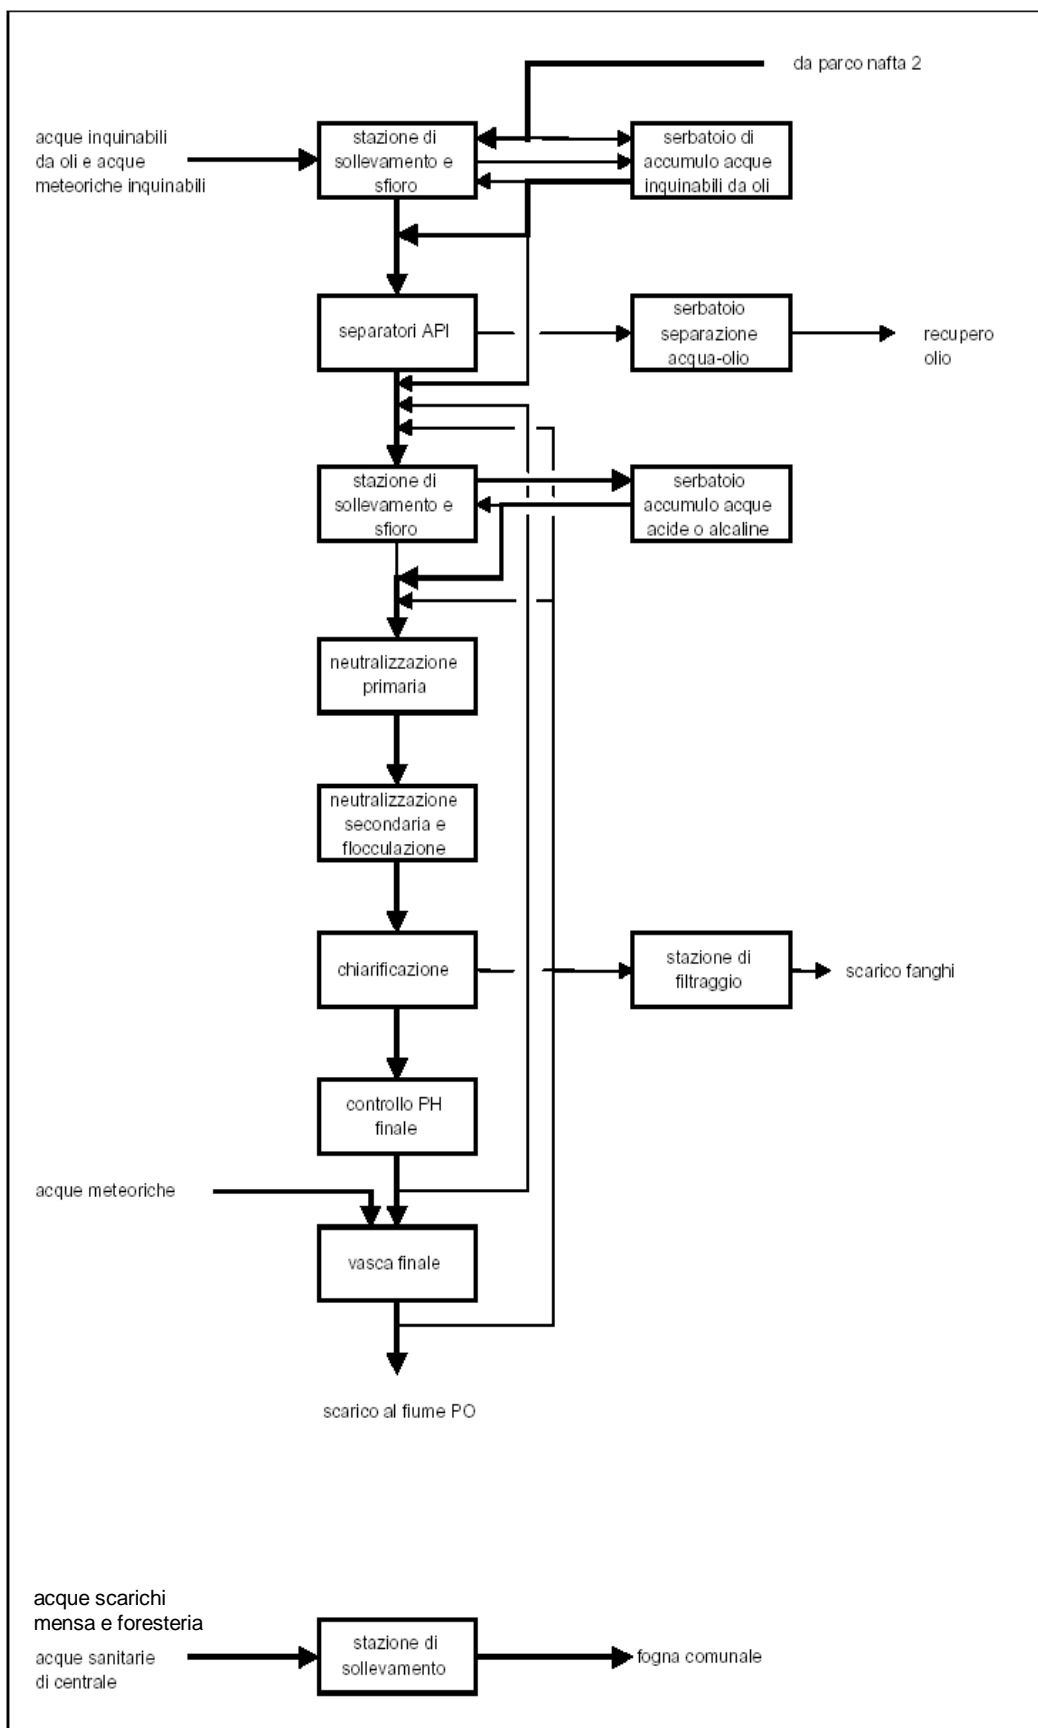 da parco nafta 2
acque inquinabili
da oli e acque
meteoriche inquinabili
stazione di
sollevamento e
sfioro
serbatoio di
accumulo acque
inquinabili da oli
separatori API
serbatoio
separazione
acqua-olio
recupero
olio
stazione di
sollevamento e
sfioro
serbatoio
accumulo acque
acide o alcaline
neutralizzazione
primaria
neutralizzazione
secondaria e
flocculazione
chiarificazione
stazione di
filtraggio
scarico fanghi
controllo PH
finale
acque meteoriche
vasca finale
scarico al fiume PO
acque scarichi
mensa e foresteria
acque sanitarie
di centrale
stazione di
sollevamento
fogna comunale